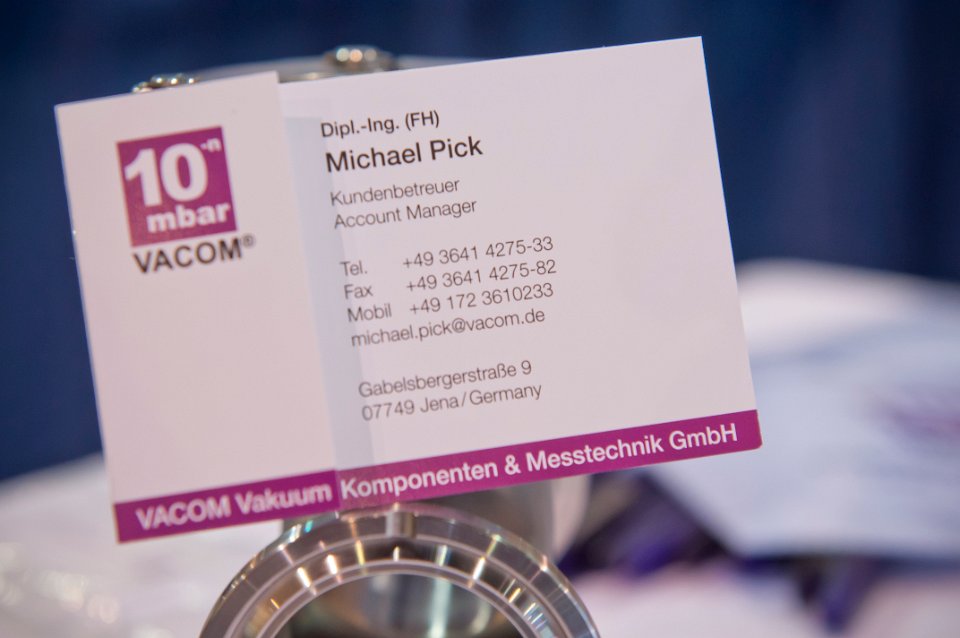 10⁻ⁿ
mbar
VACOM®
Dipl.-Ing. (FH)
Michael Pick
Kundenbetreuer
Account Manager
Tel. +49 3641 4275-33
Fax +49 3641 4275-82
Mobil +49 172 3610233
michael.pick@vacom.de
Gabelsbergerstraße 9
07749 Jena/Germany
VACOM Vakuum Komponenten & Messtechnik GmbH